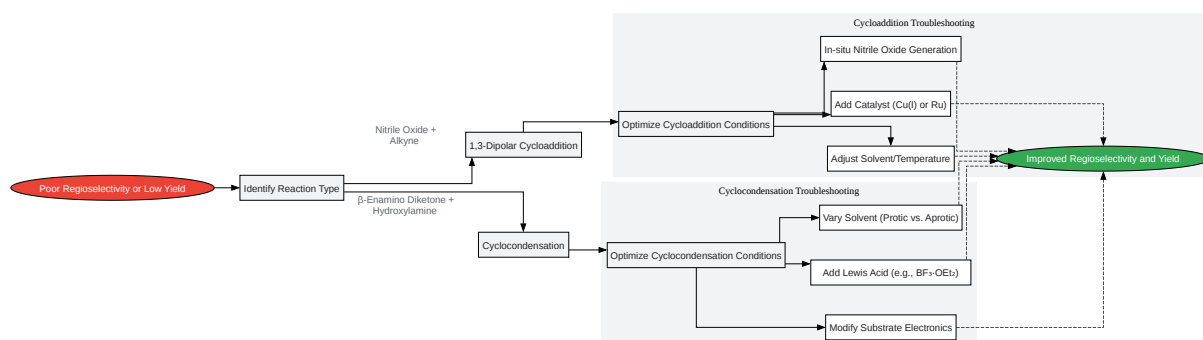 Cycloaddition Troubleshooting
In-situ Nitrile Oxide Generation
Add Catalyst (Cu(I) or Ru)
Nitrile Oxide +
Alkyne
Optimize Cycloaddition Conditions
1,3-Dipolar Cycloaddition
Adjust Solvent/Temperature
Improved Regioselectivity and Yield
Poor Regioselectivity or Low Yield
Identify Reaction Type
Cyclocondensation Troubleshooting
β-Enamino Diketone +
Hydroxylamine
Vary Solvent (Protic vs. Aprotic)
Cyclocondensation
Optimize Cyclocondensation Conditions
Add Lewis Acid (e.g., BF₃·OEt₂)
Modify Substrate Electronics